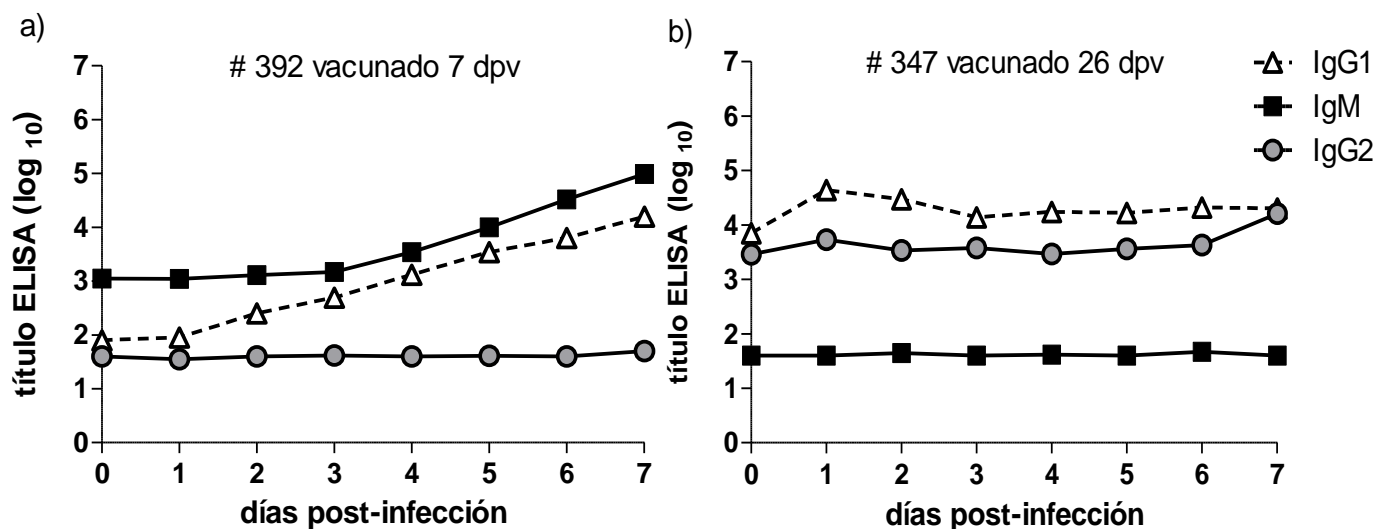 a)
# 392 vacunado 7 dpv
título ELISA (log 10)
7
6
5
4
3
2
1
0
0 1 2 3 4 5 6 7
días post-infección
b)
# 347 vacunado 26 dpv
título ELISA (log 10)
7
6
5
4
3
2
1
0
0 1 2 3 4 5 6 7
días post-infección
IgG1
IgM
IgG2